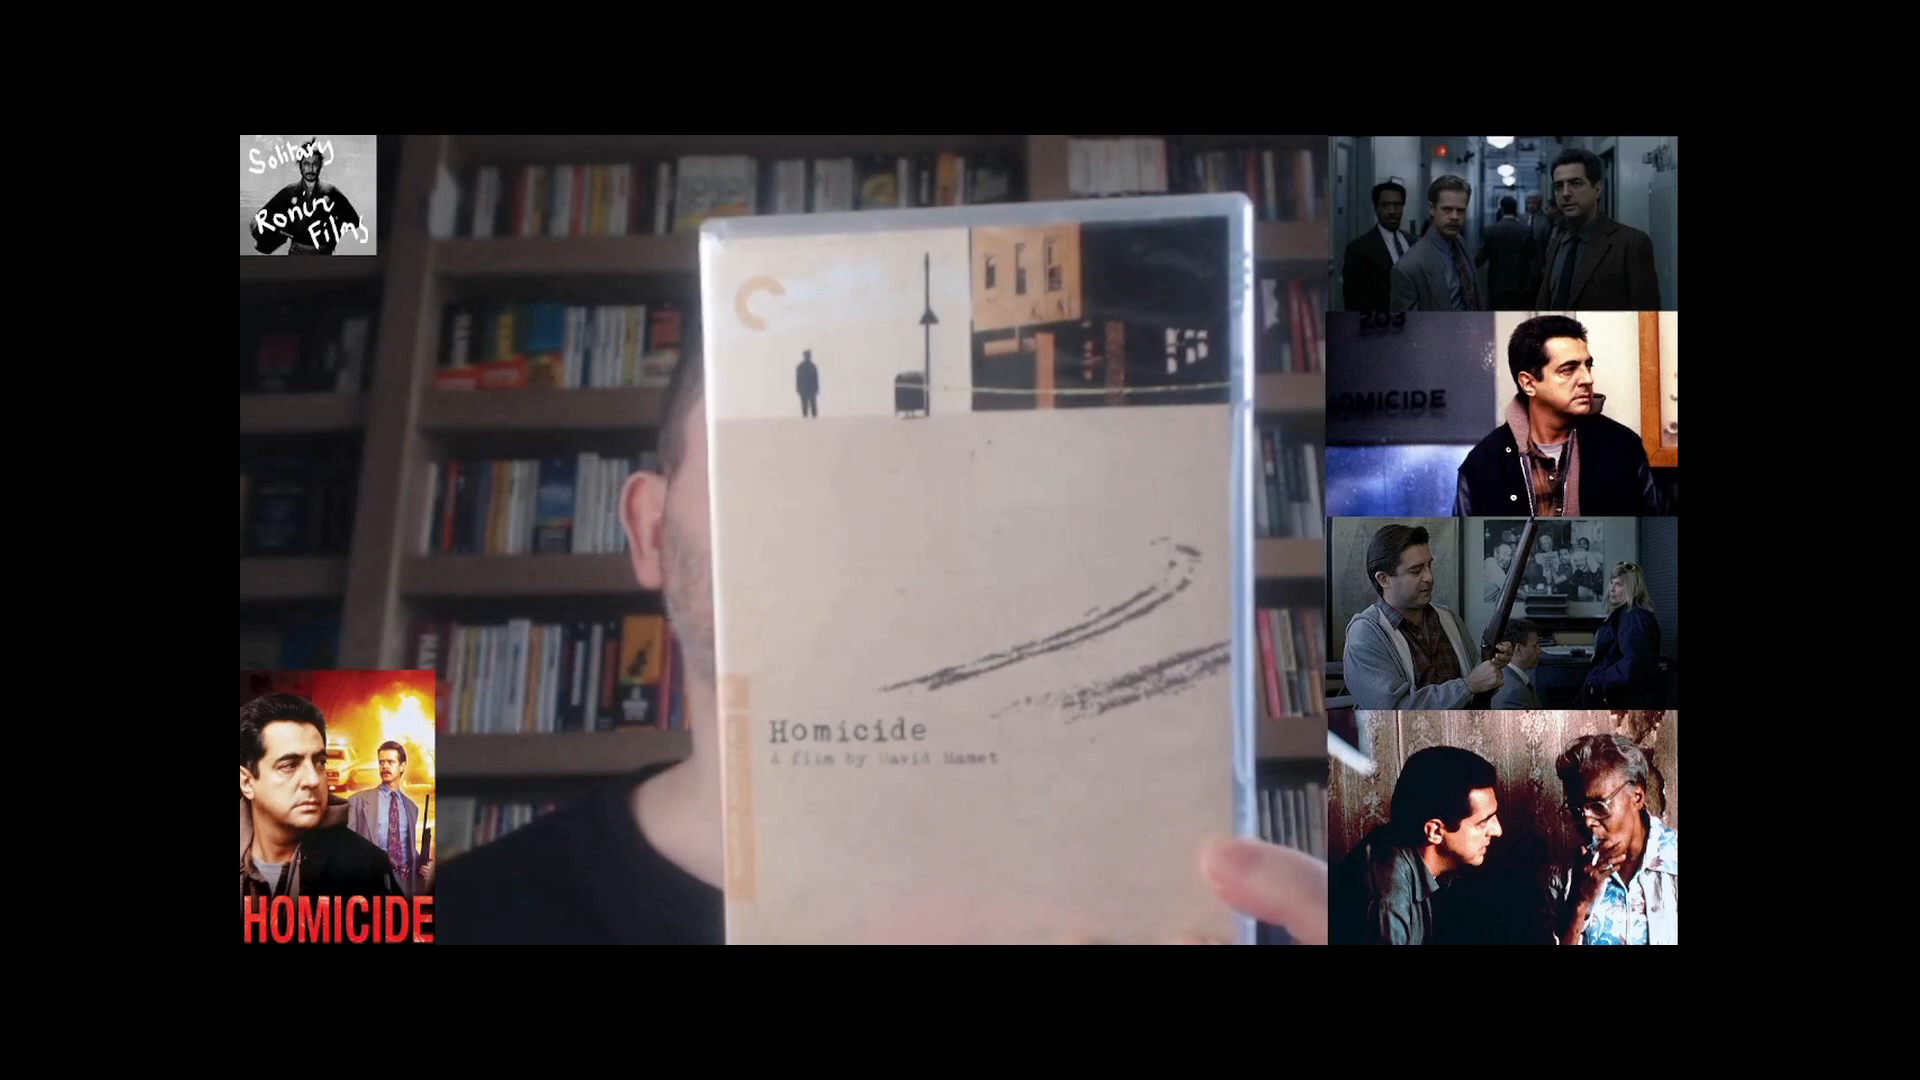 Solitary
Ronin
Films
203
HOMICIDE
Homicide
A film by David Mamet
HOMICIDE